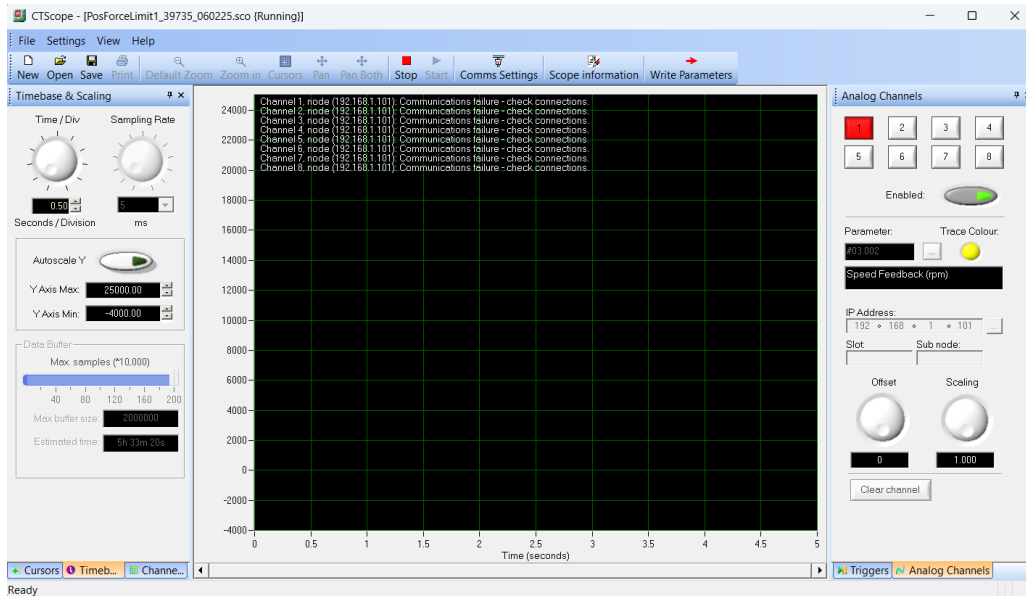 CTScope - [PosForceLimit1_39735_060225.sco {Running}]
File Settings View Help
New Open Save Print Default Zoom Zoom in Cursors Pan Pan Both Stop Start Comms Settings Scope information Write Parameters
Timebase & Scaling
Time / Div Sampling Rate
0.50 5
Seconds / Division ms
Autoscale Y
Y Axis Max: 25000.00
Y Axis Min: -4000.00
Data Buffer
Max. samples (*10,000)
40 80 120 160 200
Max buffer size: 2000000
Estimated time: 5h 33m 20s
Cursors Timeb... Channe...
Channel 1, node (192.168.1.101): Communications failure - check connections.
Channel 2, node (192.168.1.101): Communications failure - check connections.
Channel 3, node (192.168.1.101): Communications failure - check connections.
Channel 4, node (192.168.1.101): Communications failure - check connections.
Channel 5, node (192.168.1.101): Communications failure - check connections.
Channel 6, node (192.168.1.101): Communications failure - check connections.
Channel 7, node (192.168.1.101): Communications failure - check connections.
Channel 8, node (192.168.1.101): Communications failure - check connections.
24000
22000
20000
18000
16000
14000
12000
10000
8000
6000
4000
2000
0
-2000
-4000
0 0.5 1 1.5 2 2.5 3 3.5 4 4.5 5
Time (seconds)
Analog Channels
1 2 3 4
5 6 7 8
Enabled:
Parameter: Trace Colour:
#03.002 ...
Speed Feedback (rpm)
IP Address:
192 168 1 101 ...
Slot Sub node:
Offset Scaling
0 1.000
Clear channel
Triggers Analog Channels
Ready